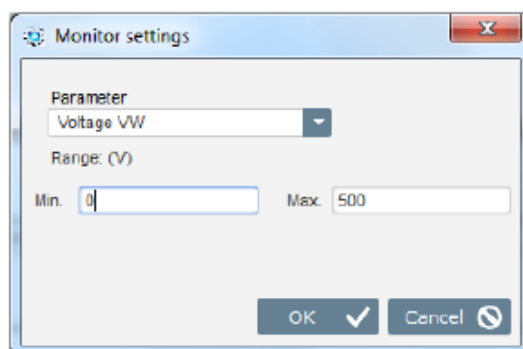 Monitor settings
Parameter
Voltage VW
Range: (V)
Min. 0 Max. 500
OK Cancel